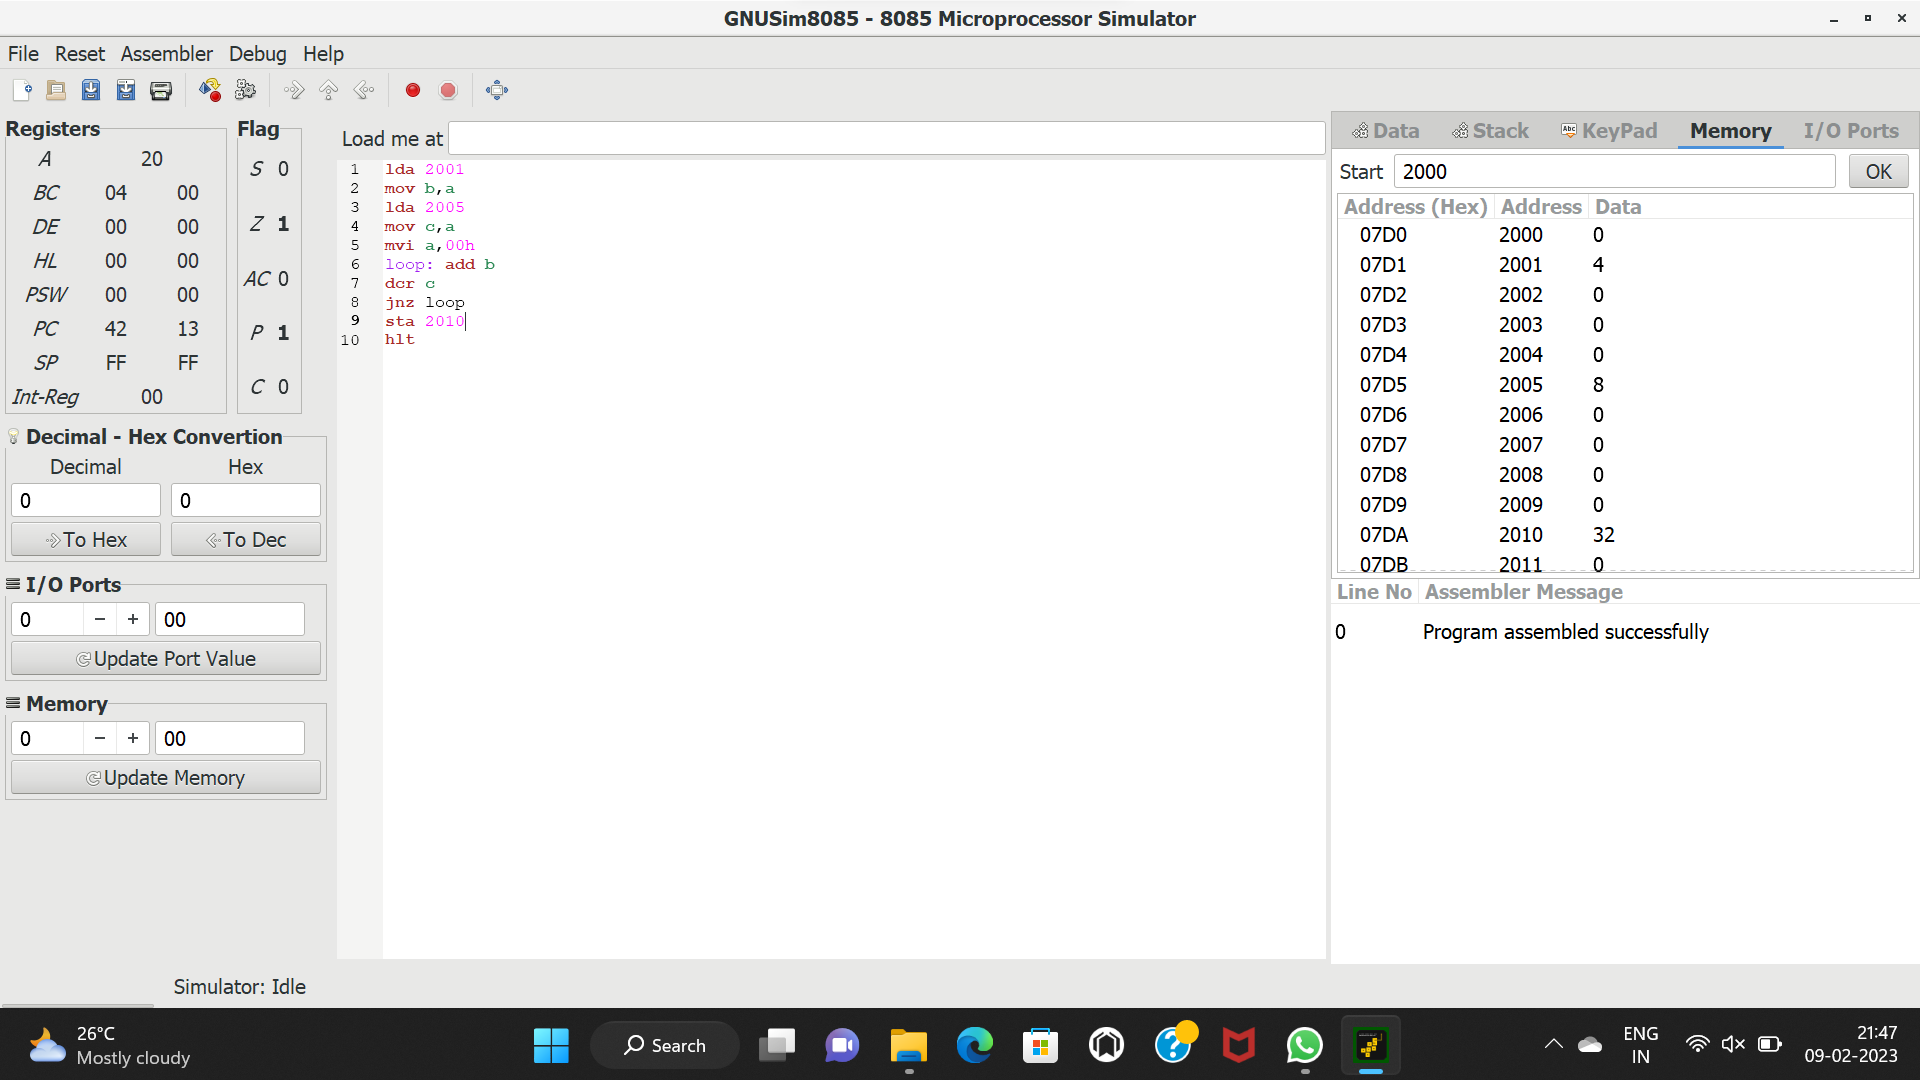 GNUSim8085 - 8085 Microprocessor Simulator
File Reset Assembler Debug Help
Registers
A 20
BC 04 00
DE 00 00
HL 00 00
PSW 00 00
PC 42 13
SP FF FF
Int-Reg 00
Flag
S 0
Z 1
AC 0
P 1
C 0
Decimal - Hex Convertion
Decimal Hex
0 0
To Hex To Dec
I/O Ports
0 − + 00
Update Port Value
Memory
0 − + 00
Update Memory
Simulator: Idle
Load me at
1 lda 2001
2 mov b,a
3 lda 2005
4 mov c,a
5 mvi a,00h
6 loop: add b
7 dcr c
8 jnz loop
9 sta 2010
10 hlt
Data Stack Abc KeyPad Memory I/O Ports
Start 2000 OK
Address (Hex) Address Data
07D0 2000 0
07D1 2001 4
07D2 2002 0
07D3 2003 0
07D4 2004 0
07D5 2005 8
07D6 2006 0
07D7 2007 0
07D8 2008 0
07D9 2009 0
07DA 2010 32
07DB 2011 0
Line No Assembler Message
0 Program assembled successfully
26°C
Mostly cloudy
Search
ENG
IN
21:47
09-02-2023